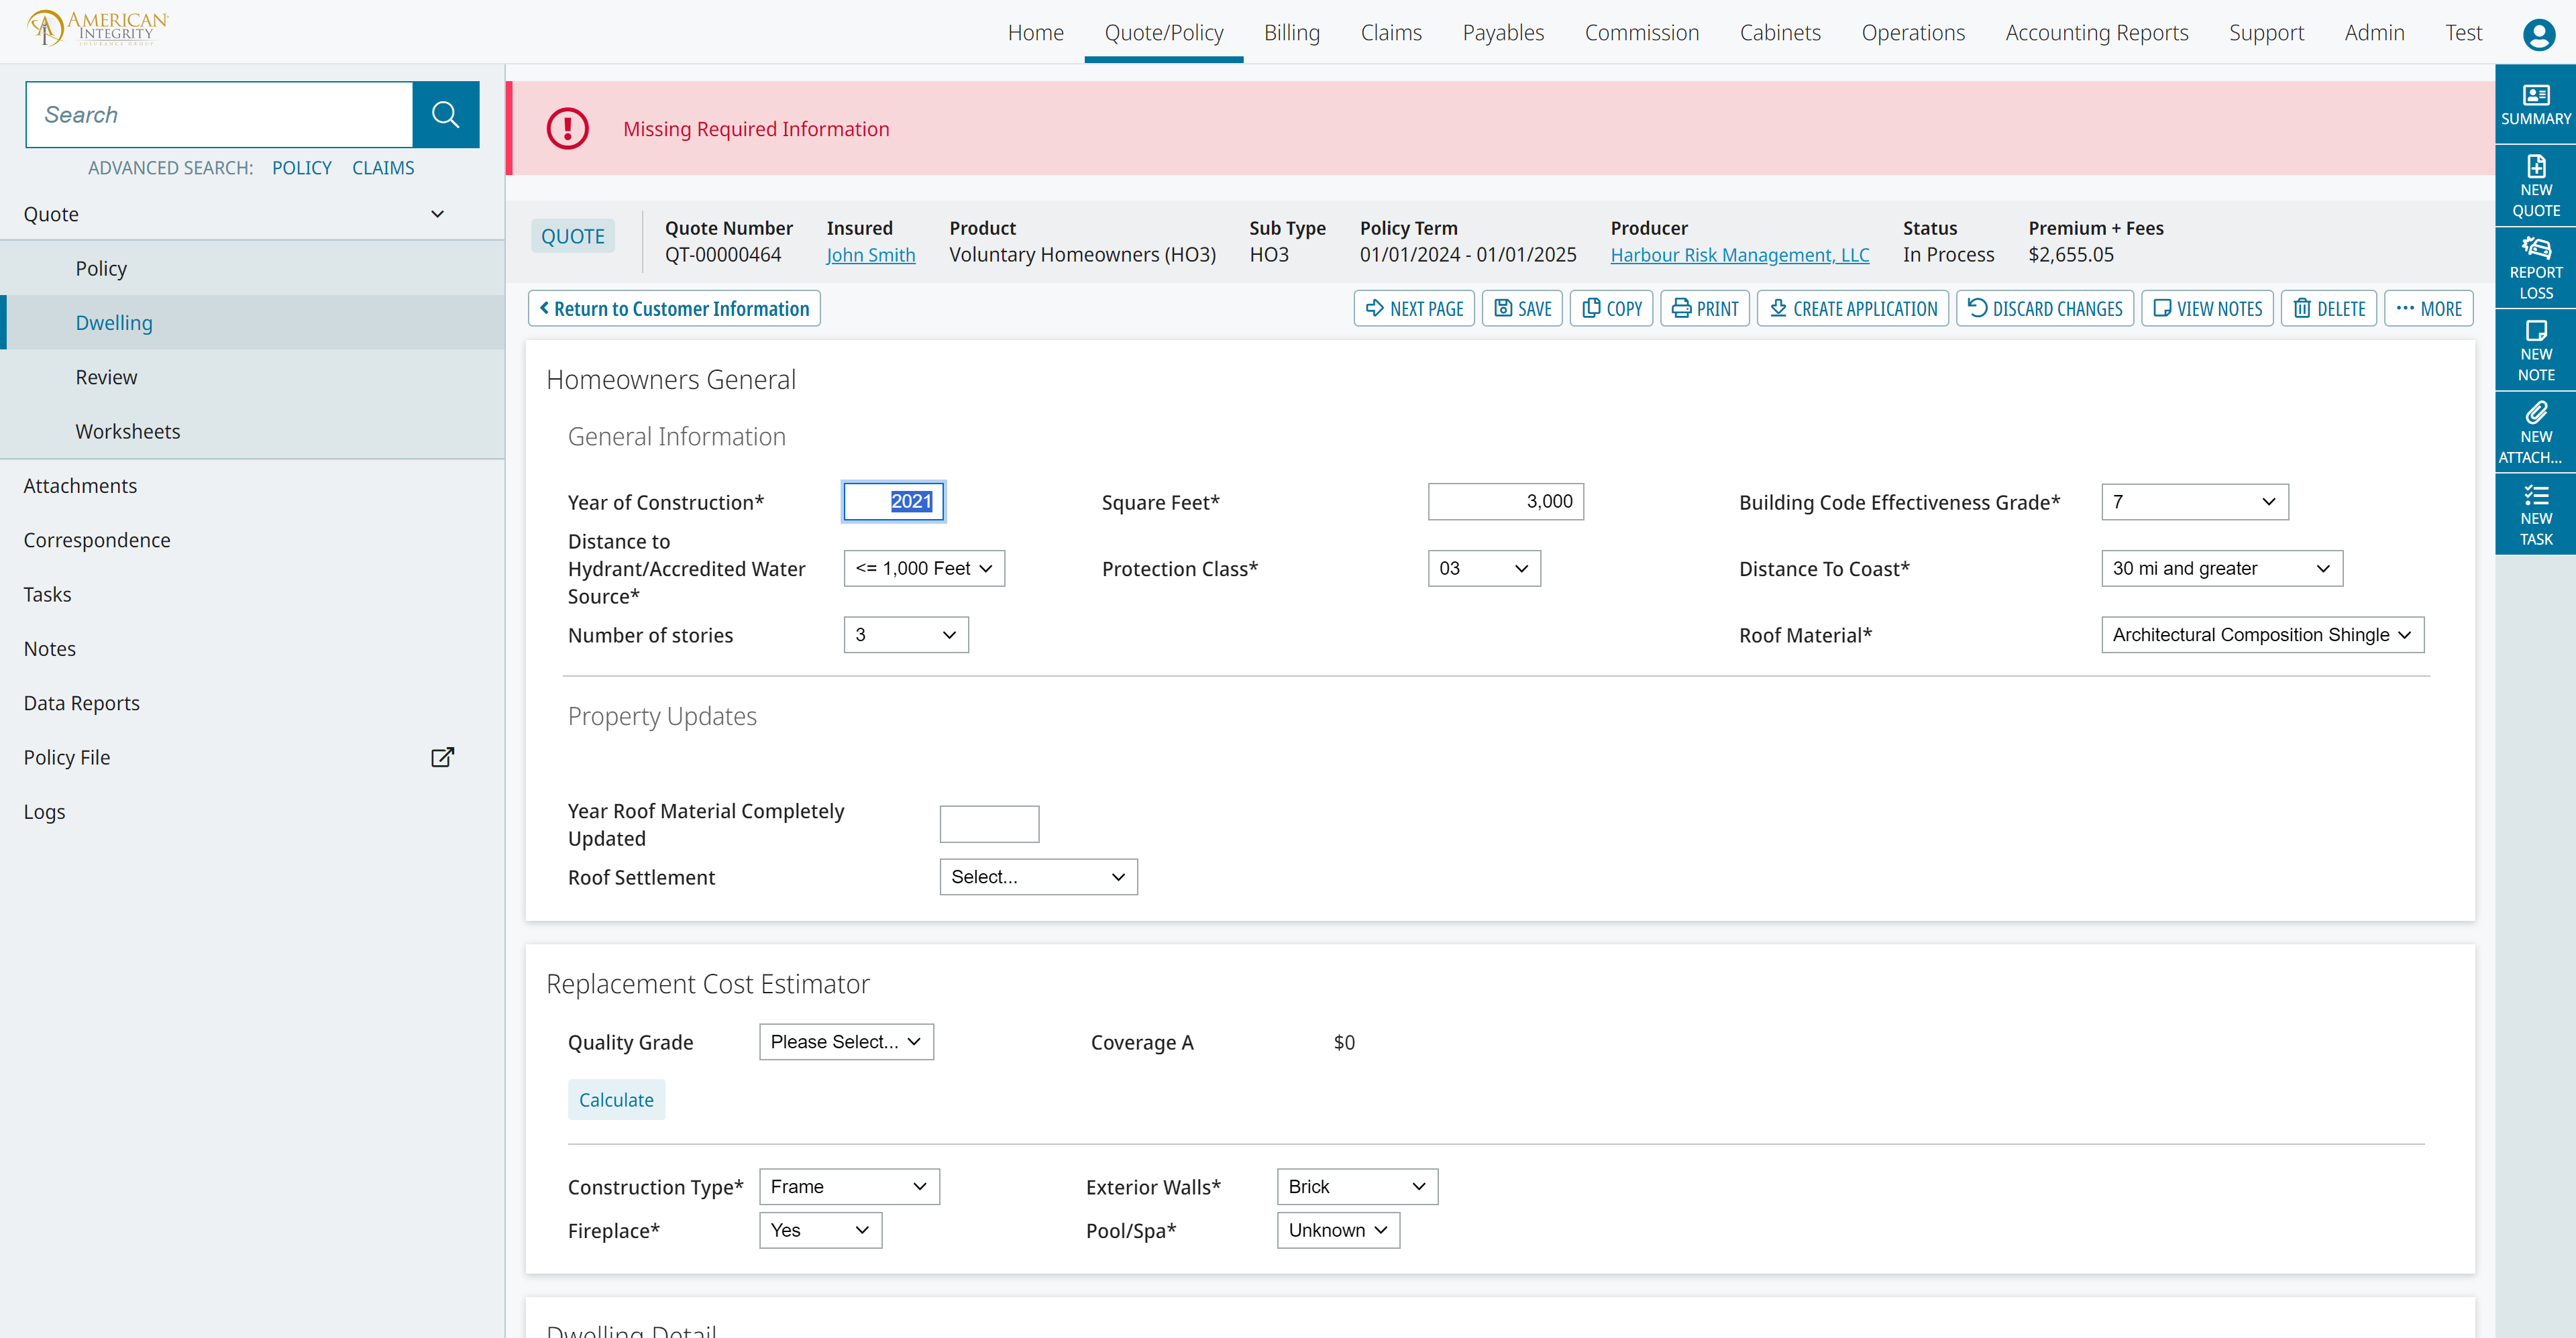 AMERICAN
INTEGRITY
INSURANCE GROUP
Home
Quote/Policy
Billing
Claims
Payables
Commission
Cabinets
Operations
Accounting Reports
Support
Admin
Test
Search
ADVANCED SEARCH: POLICY CLAIMS
Quote
Policy
Dwelling
Review
Worksheets
Attachments
Correspondence
Tasks
Notes
Data Reports
Policy File
Logs
Missing Required Information
QUOTE
Quote Number
QT-00000464
Insured
John Smith
Product
Voluntary Homeowners (HO3)
Sub Type
HO3
Policy Term
01/01/2024 - 01/01/2025
Producer
Harbour Risk Management, LLC
Status
In Process
Premium + Fees
$2,655.05
Return to Customer Information
NEXT PAGE
SAVE
COPY
PRINT
CREATE APPLICATION
DISCARD CHANGES
VIEW NOTES
DELETE
MORE
Homeowners General
General Information
Year of Construction* 2021
Square Feet* 3,000
Building Code Effectiveness Grade* 7
Distance to
Hydrant/Accredited Water
Source*
<= 1,000 Feet
Protection Class* 03
Distance To Coast* 30 mi and greater
Number of stories 3
Roof Material* Architectural Composition Shingle
Property Updates
Year Roof Material Completely
Updated
Roof Settlement Select...
Replacement Cost Estimator
Quality Grade Please Select...
Coverage A $0
Calculate
Construction Type* Frame
Exterior Walls* Brick
Fireplace* Yes
Pool/Spa* Unknown
Dwelling Detail
SUMMARY
NEW
QUOTE
REPORT
LOSS
NEW
NOTE
NEW
ATTACH...
NEW
TASK